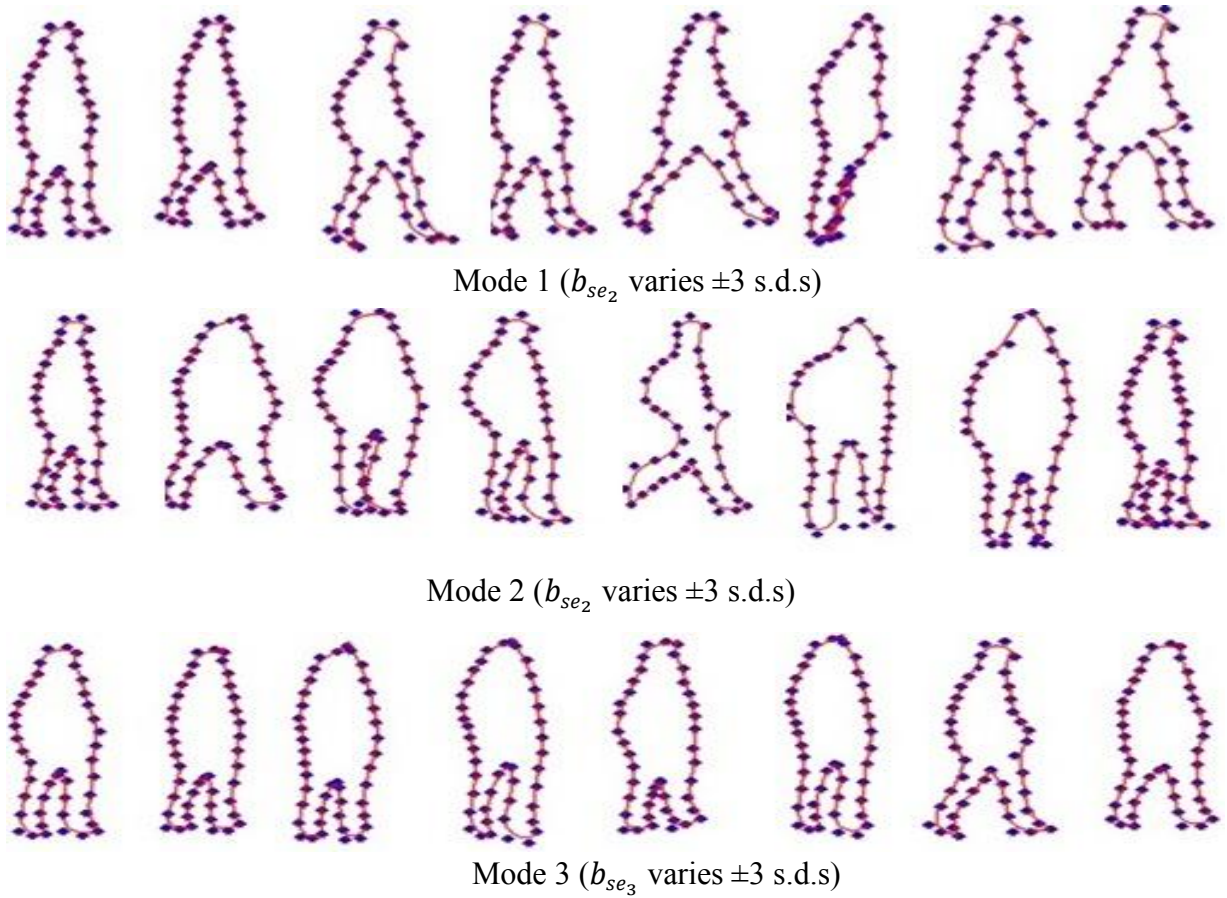 Mode 1 (b_se₂ varies ±3 s.d.s)
Mode 2 (b_se₂ varies ±3 s.d.s)
Mode 3 (b_se₃ varies ±3 s.d.s)